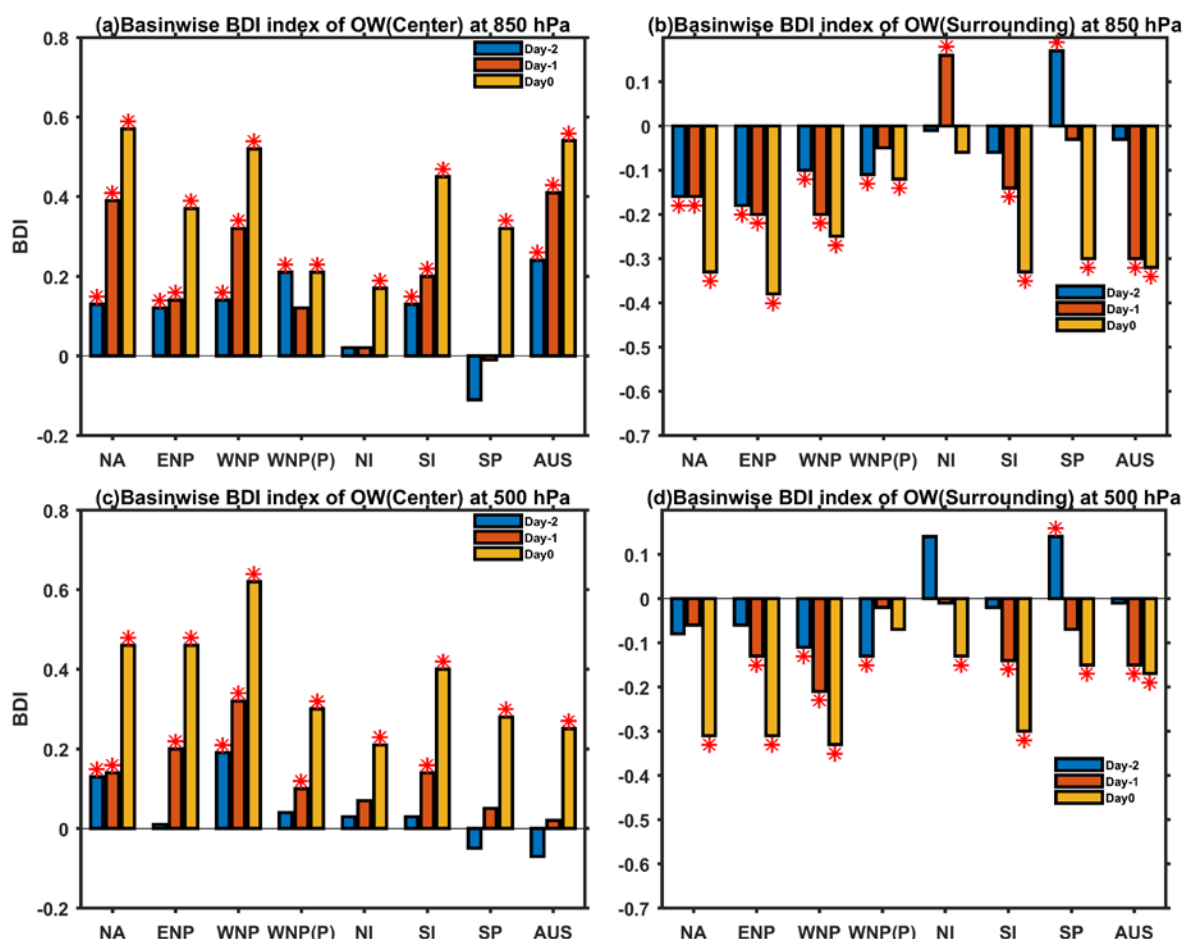 (a)Basinwise BDI index of OW(Center) at 850 hPa
0.8
0.6
0.4
0.2
0
-0.2
BDI
Day-2
Day-1
Day0
NA ENP WNP WNP(P) NI SI SP AUS
(b)Basinwise BDI index of OW(Surrounding) at 850 hPa
0.1
0
-0.1
-0.2
-0.3
-0.4
-0.5
-0.6
-0.7
Day-2
Day-1
Day0
NA ENP WNP WNP(P) NI SI SP AUS
(c)Basinwise BDI index of OW(Center) at 500 hPa
0.8
0.6
0.4
0.2
0
-0.2
BDI
Day-2
Day-1
Day0
NA ENP WNP WNP(P) NI SI SP AUS
(d)Basinwise BDI index of OW(Surrounding) at 500 hPa
0.1
0
-0.1
-0.2
-0.3
-0.4
-0.5
-0.6
-0.7
Day-2
Day-1
Day0
NA ENP WNP WNP(P) NI SI SP AUS